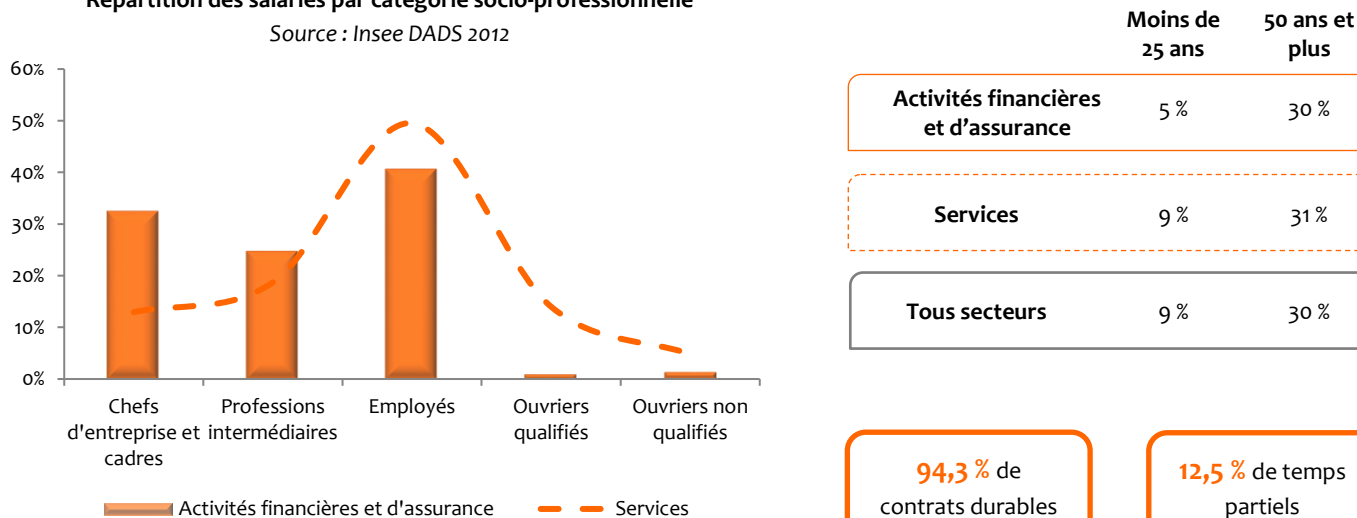 Répartition des salariés par catégorie socio-professionnelle
Source : Insee DADS 2012
60%
50%
40%
30%
20%
10%
0%
Chefs d'entreprise et cadres
Professions intermédiaires
Employés
Ouvriers qualifiés
Ouvriers non qualifiés
Activités financières et d'assurance
Services
Moins de 25 ans
50 ans et plus
Activités financières et d’assurance
5 %
30 %
Services
9 %
31 %
Tous secteurs
9 %
30 %
94,3 % de
contrats durables
12,5 % de temps
partiels